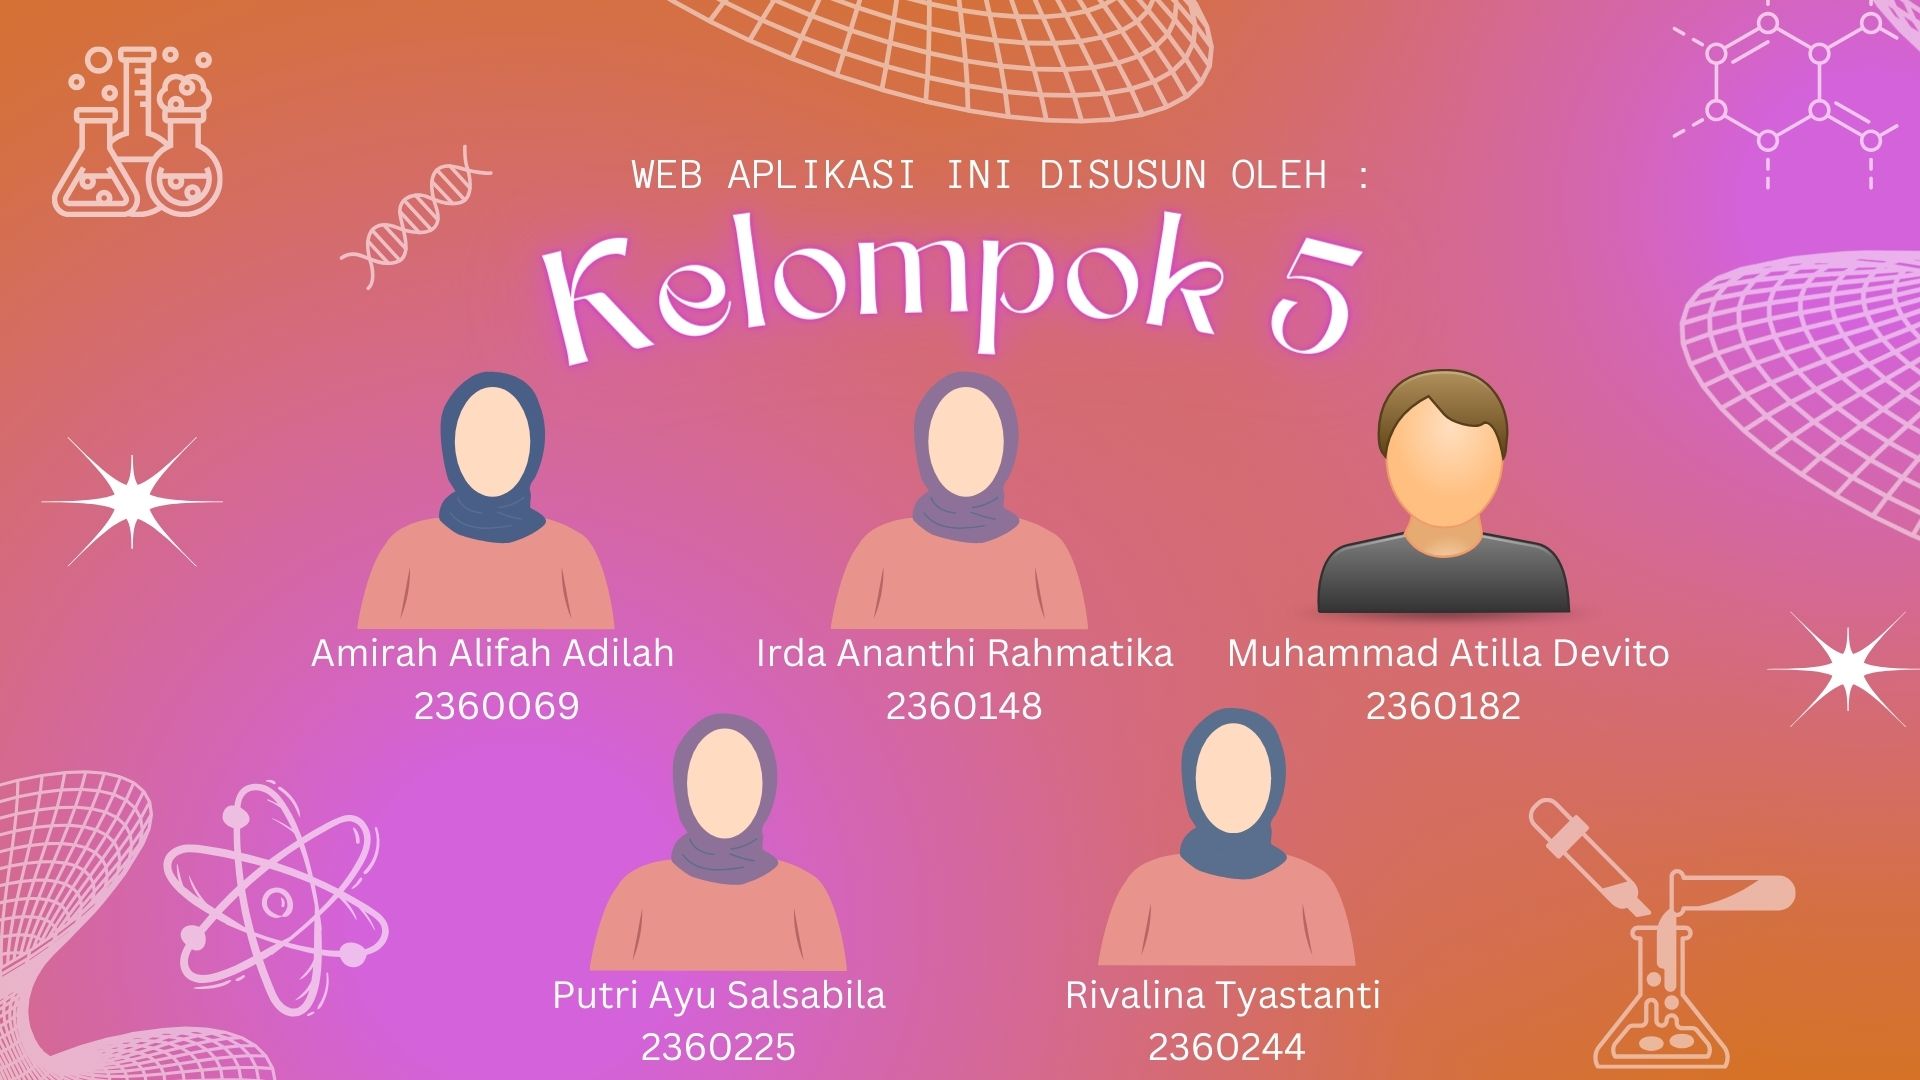 WEB APLIKASI INI DISUSUN OLEH :
Kelompok 5
Amirah Alifah Adilah
2360069
Irda Ananthi Rahmatika
2360148
Muhammad Atilla Devito
2360182
Putri Ayu Salsabila
2360225
Rivalina Tyastanti
2360244